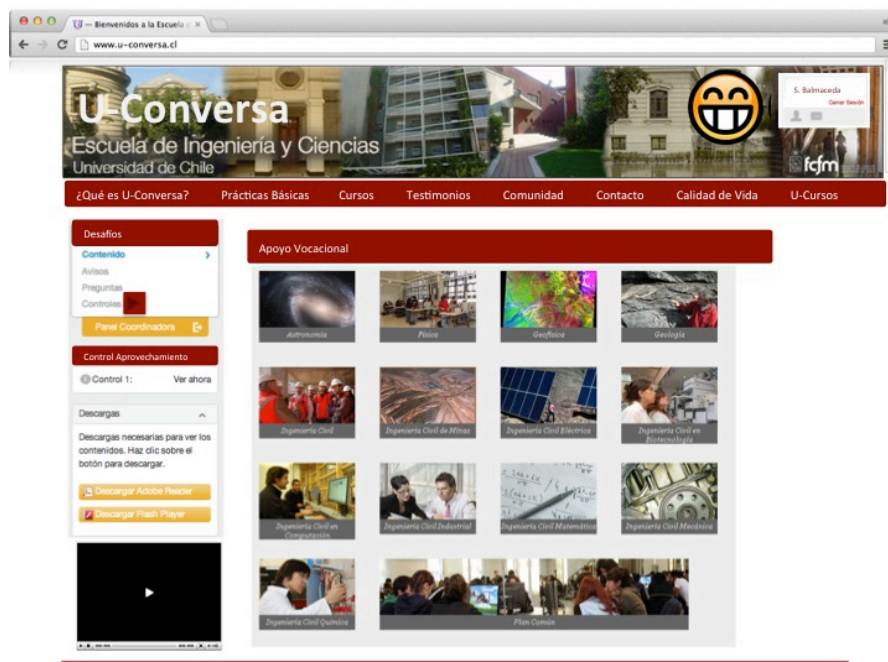 — Bienvenidos a la Escuela
www.u-conversa.cl
U-Conversa
Escuela de Ingeniería y Ciencias
Universidad de Chile
S. Balmaceda
Cerrar Sesión
fcfm
¿Qué es U-Conversa? Prácticas Básicas Cursos Testimonios Comunidad Contacto Calidad de Vida U-Cursos
Desafíos
Contenido
Avisos
Preguntas
Controles
Panel Coordinadora
Control Aprovechamiento
Control 1: Ver ahora
Descargas
Descargas necesarias para ver los
contenidos. Haz clic sobre el
botón para descargar.
Descargar Adobe Reader
Descargar Flash Player
Apoyo Vocacional
Astronomía Física Geofísica Geología
Ingeniería Civil Ingeniería Civil de Minas Ingeniería Civil Eléctrica Ingeniería Civil en
Biotecnología
Ingeniería Civil en
Computación
Ingeniería Civil Industrial Ingeniería Civil Matemática Ingeniería Civil Mecánica
Ingeniería Civil Química Plan Común